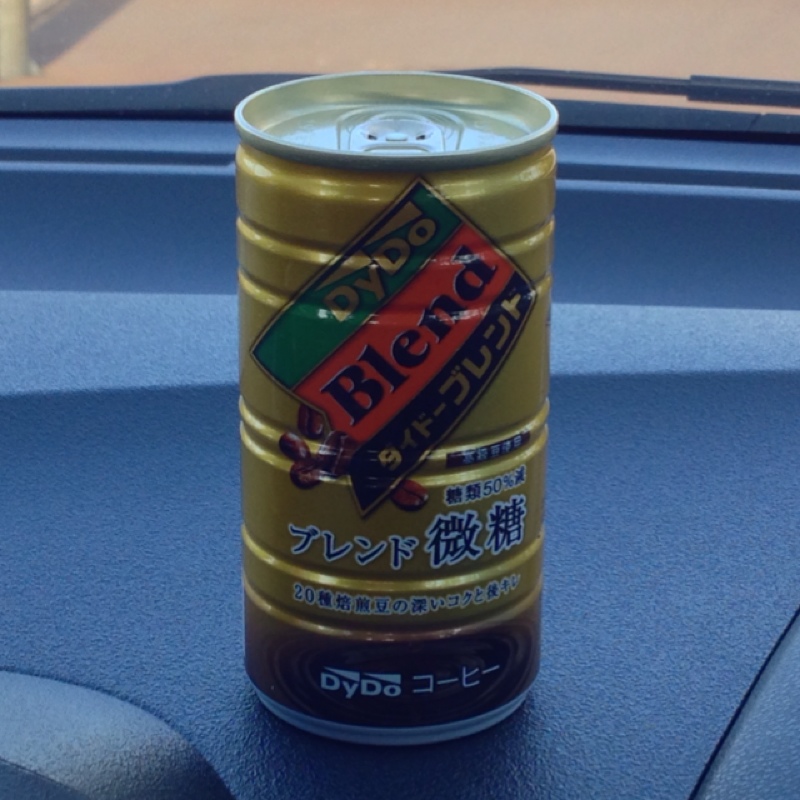 DyDo
Blend
ダイドーブレンド
糖類50%減
ブレンド 微糖
20種焙煎豆の深いコクと後キレ
DyDo コーヒー